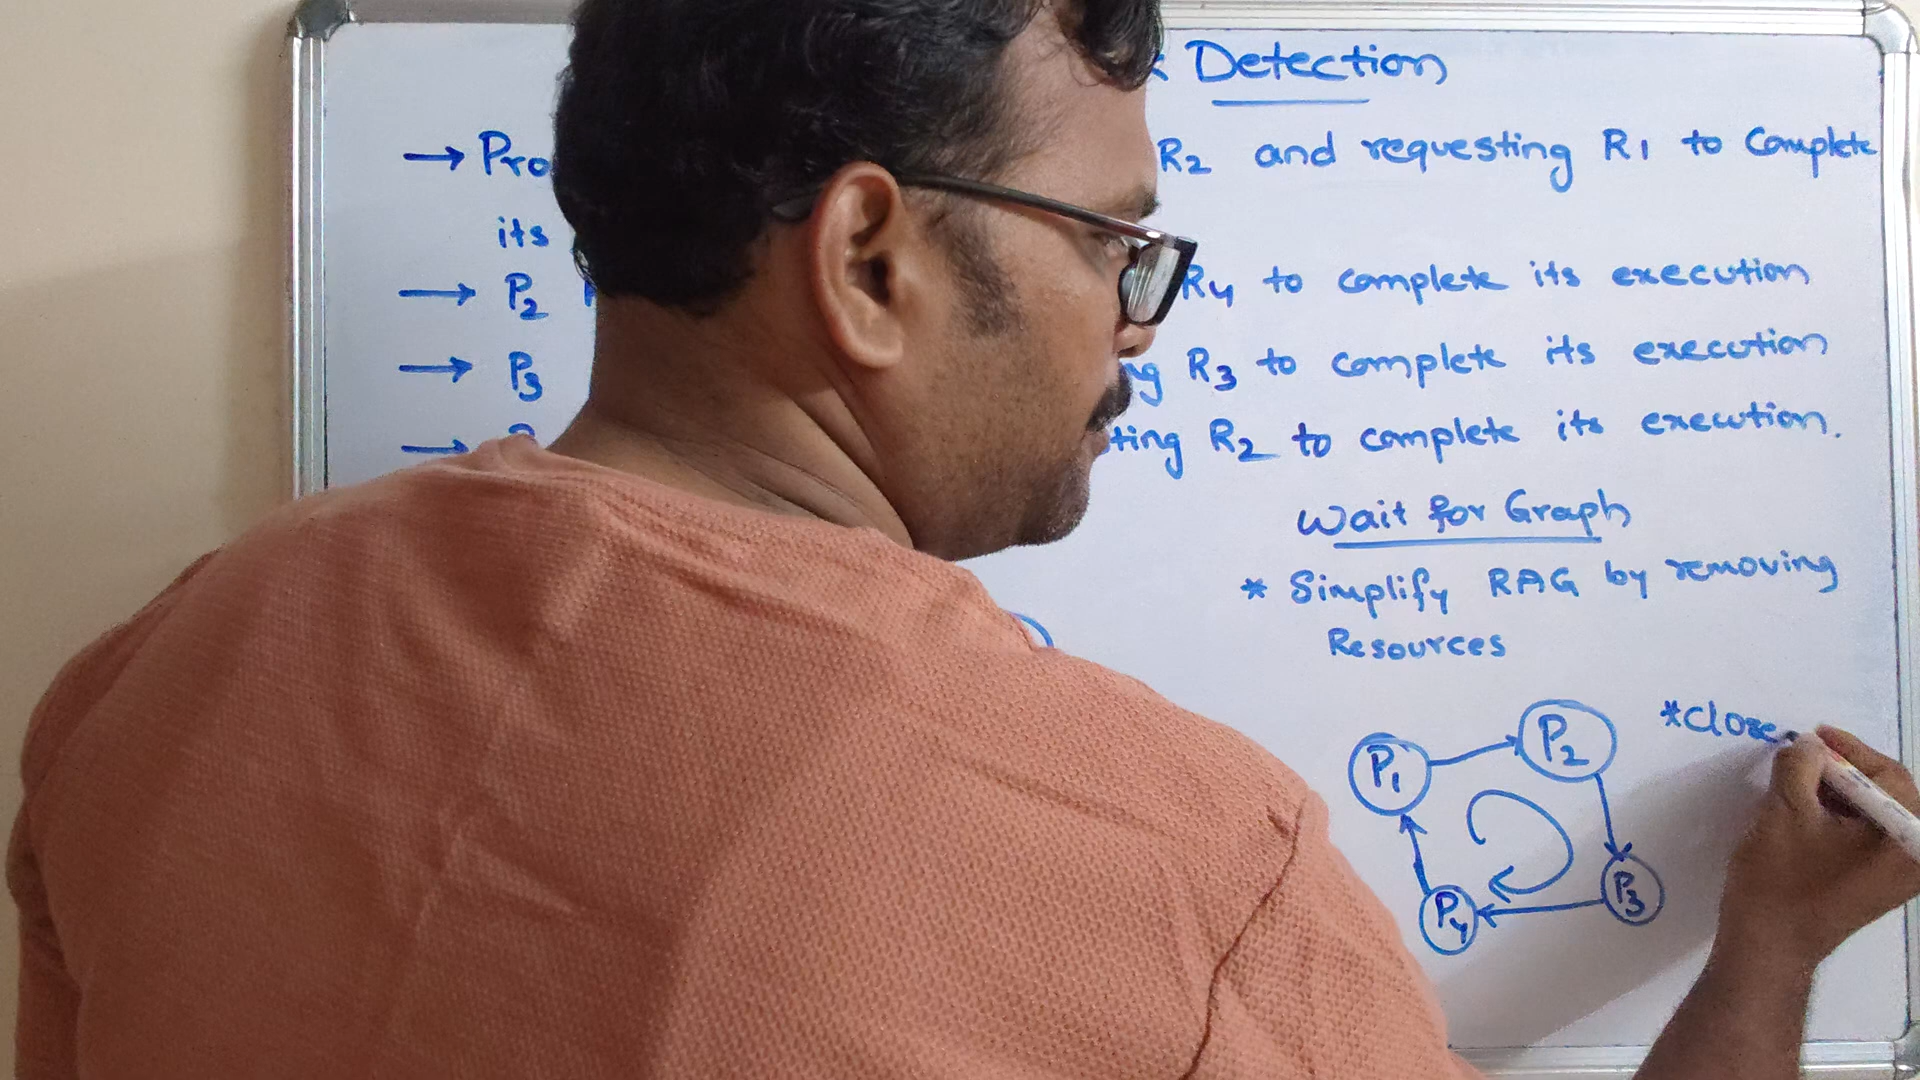 Detection
→ Pro R2 and requesting R1 to Complete
its
→ P2 R4 to complete its execution
→ P3 R3 to complete its execution
→ ting R2 to complete its execution.
Wait for Graph
* Simplify RAG by removing
Resources
*Close
P1
P2
P3
P4